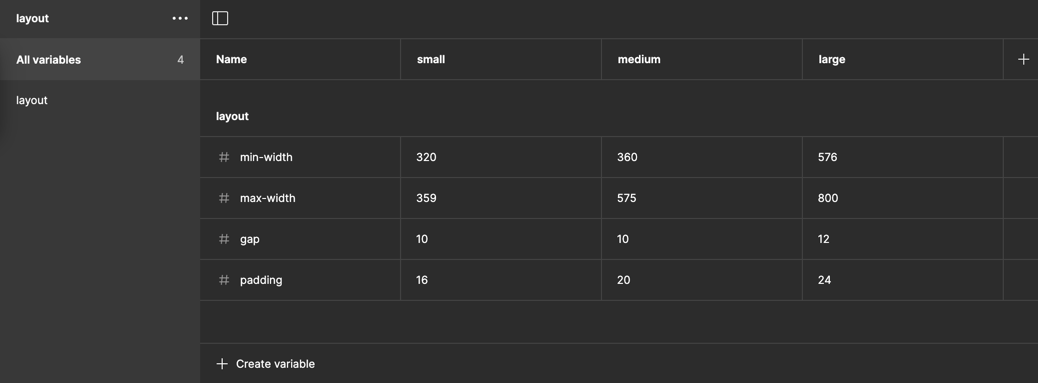 layout
All variables 4
layout
Name small medium large
layout
min-width 320 360 576
max-width 359 575 800
gap 10 10 12
padding 16 20 24
Create variable